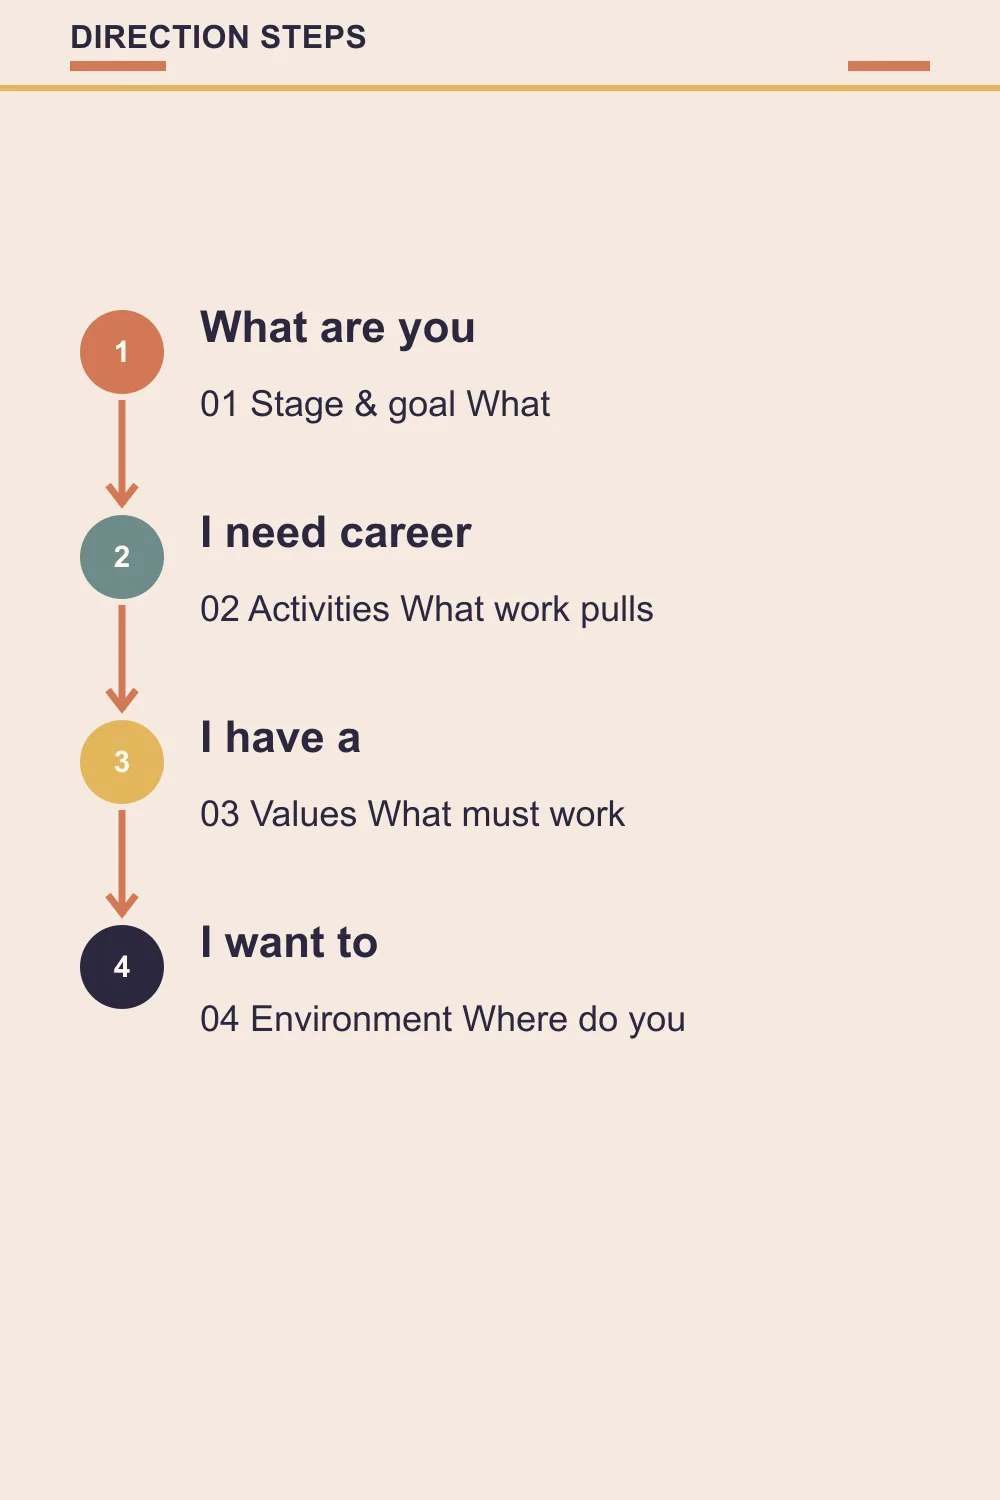 DIRECTION STEPS
1
What are you
01 Stage & goal What
2
I need career
02 Activities What work pulls
3
I have a
03 Values What must work
4
I want to
04 Environment Where do you